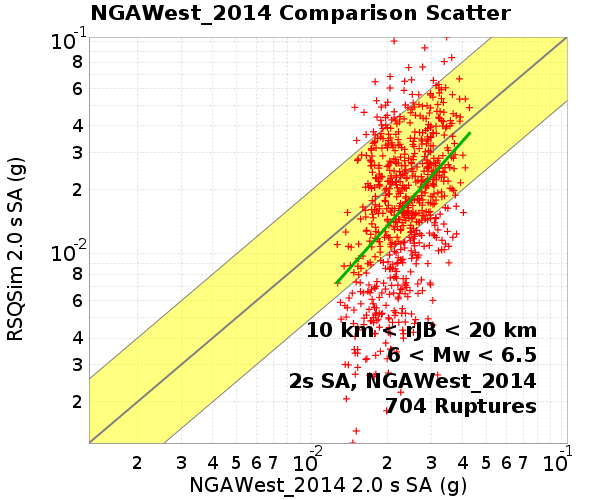 NGAWest_2014 Comparison Scatter
10-1
8
6
4
3
2
10-2
8
6
4
3
2
RSQSim 2.0 s SA (g)
10 km < rJB < 20 km
6 < Mw < 6.5
2s SA, NGAWest_2014
704 Ruptures
2 3 4 5 6 7 10-2 2 3 4 5 6 7 10-1
NGAWest_2014 2.0 s SA (g)